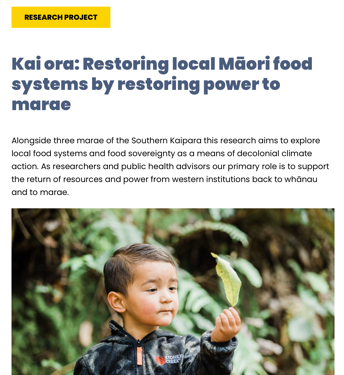 RESEARCH PROJECT
Kai ora: Restoring local Māori food
systems by restoring power to
marae
Alongside three marae of the Southern Kaipara this research aims to explore
local food systems and food sovereignty as a means of decolonial climate
action. As researchers and public health advisors our primary role is to support
the return of resources and power from western institutions back to whānau
and to marae.